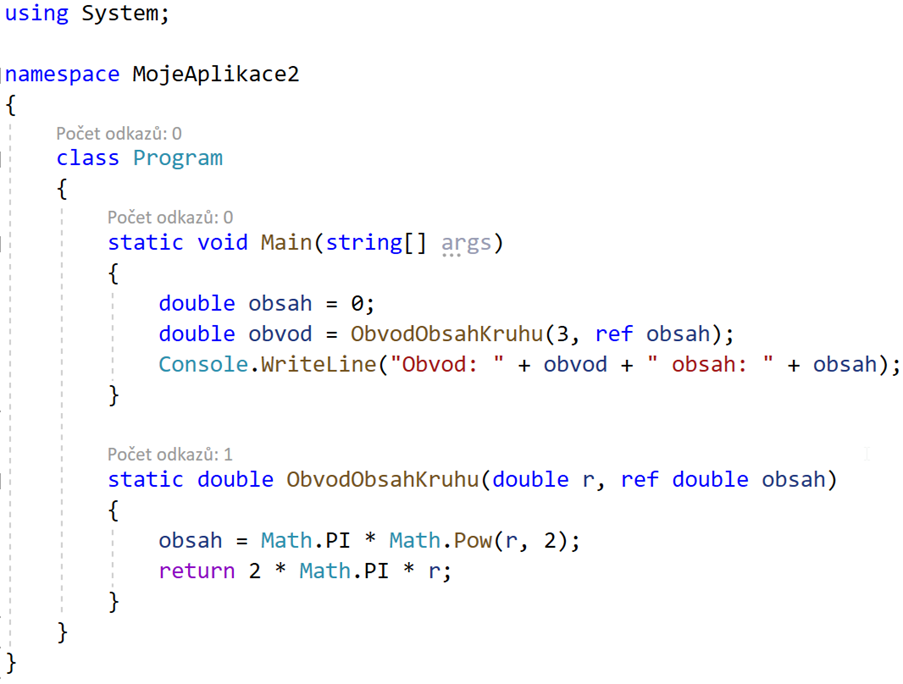 using System;
namespace MojeAplikace2
{
Počet odkazů: 0
class Program
{
Počet odkazů: 0
static void Main(string[] args)
{
double obsah = 0;
double obvod = ObvodObsahKruhu(3, ref obsah);
Console.WriteLine("Obvod: " + obvod + " obsah: " + obsah);
}
Počet odkazů: 1
static double ObvodObsahKruhu(double r, ref double obsah)
{
obsah = Math.PI * Math.Pow(r, 2);
return 2 * Math.PI * r;
}
}
}